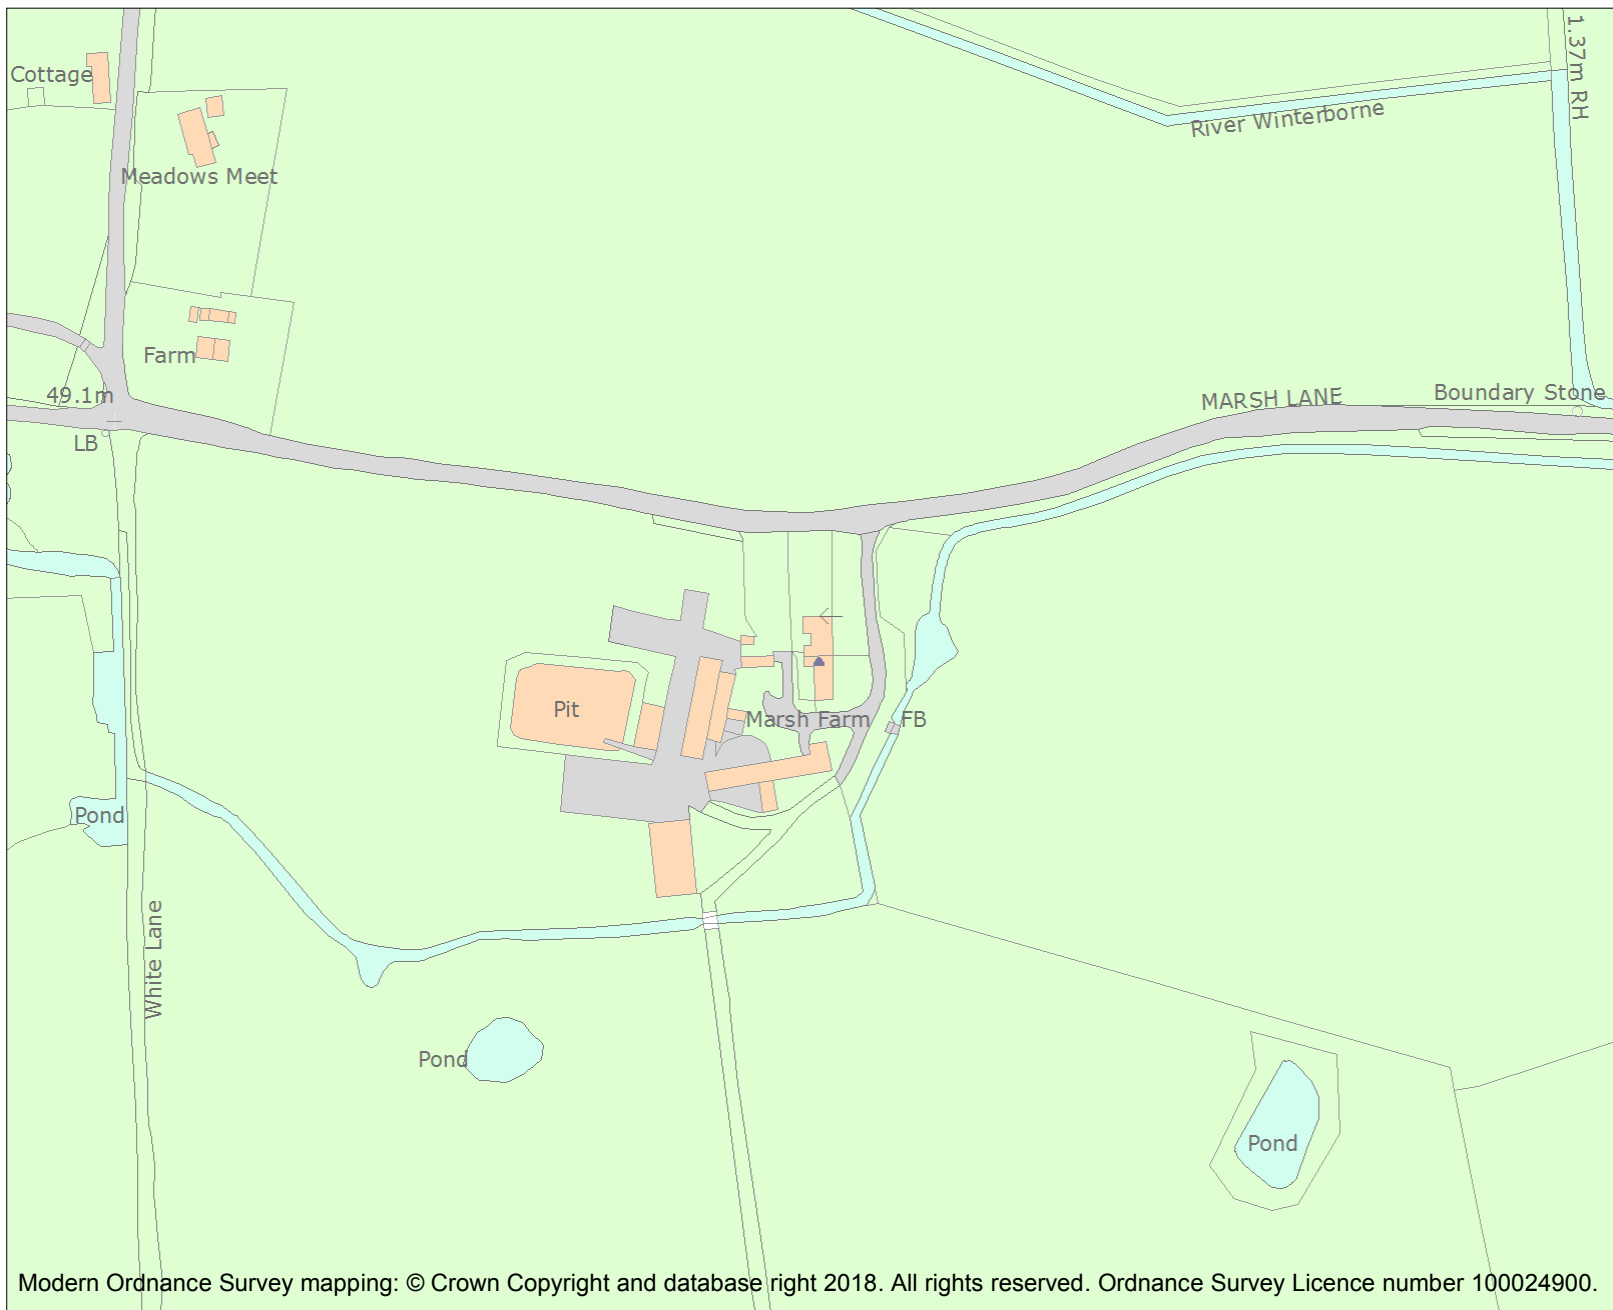 1.37m RH
Cottage
River Winterborne
Meadows Meet
Farm
49.1m
MARSH LANE
Boundary Stone
LB
Pit
Marsh Farm
FB
Pond
White Lane
Pond
Pond
Modern Ordnance Survey mapping: © Crown Copyright and database right 2018. All rights reserved. Ordnance Survey Licence number 100024900.